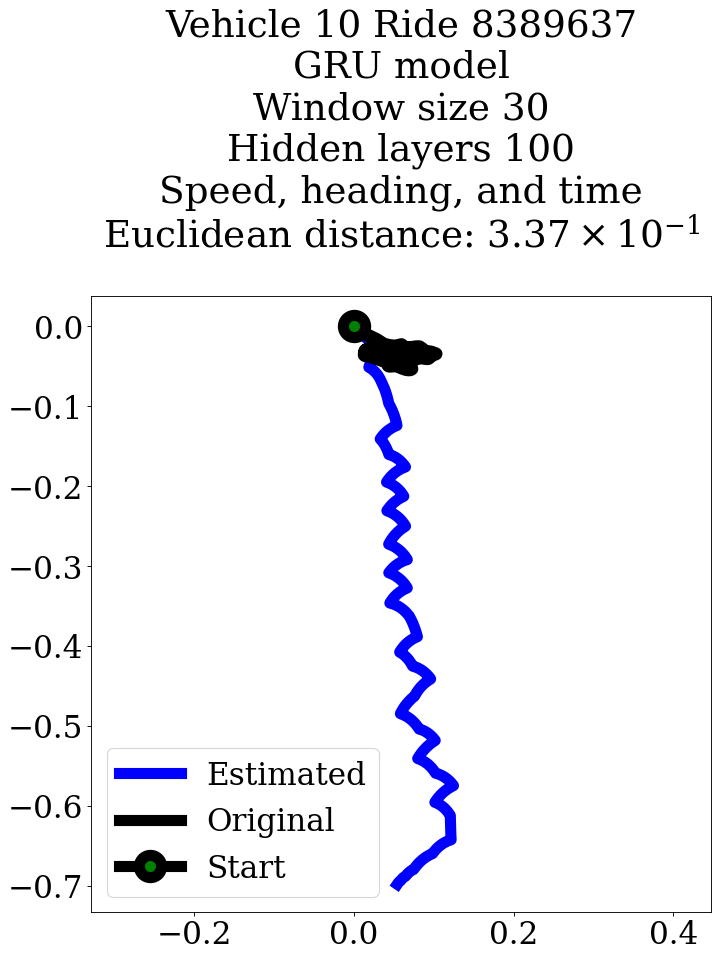 Vehicle 10 Ride 8389637
GRU model
Window size 30
Hidden layers 100
Speed, heading, and time
Euclidean distance: 3.37 × 10⁻¹
0.0
−0.1
−0.2
−0.3
−0.4
−0.5
−0.6
−0.7
Estimated
Original
Start
−0.2 0.0 0.2 0.4